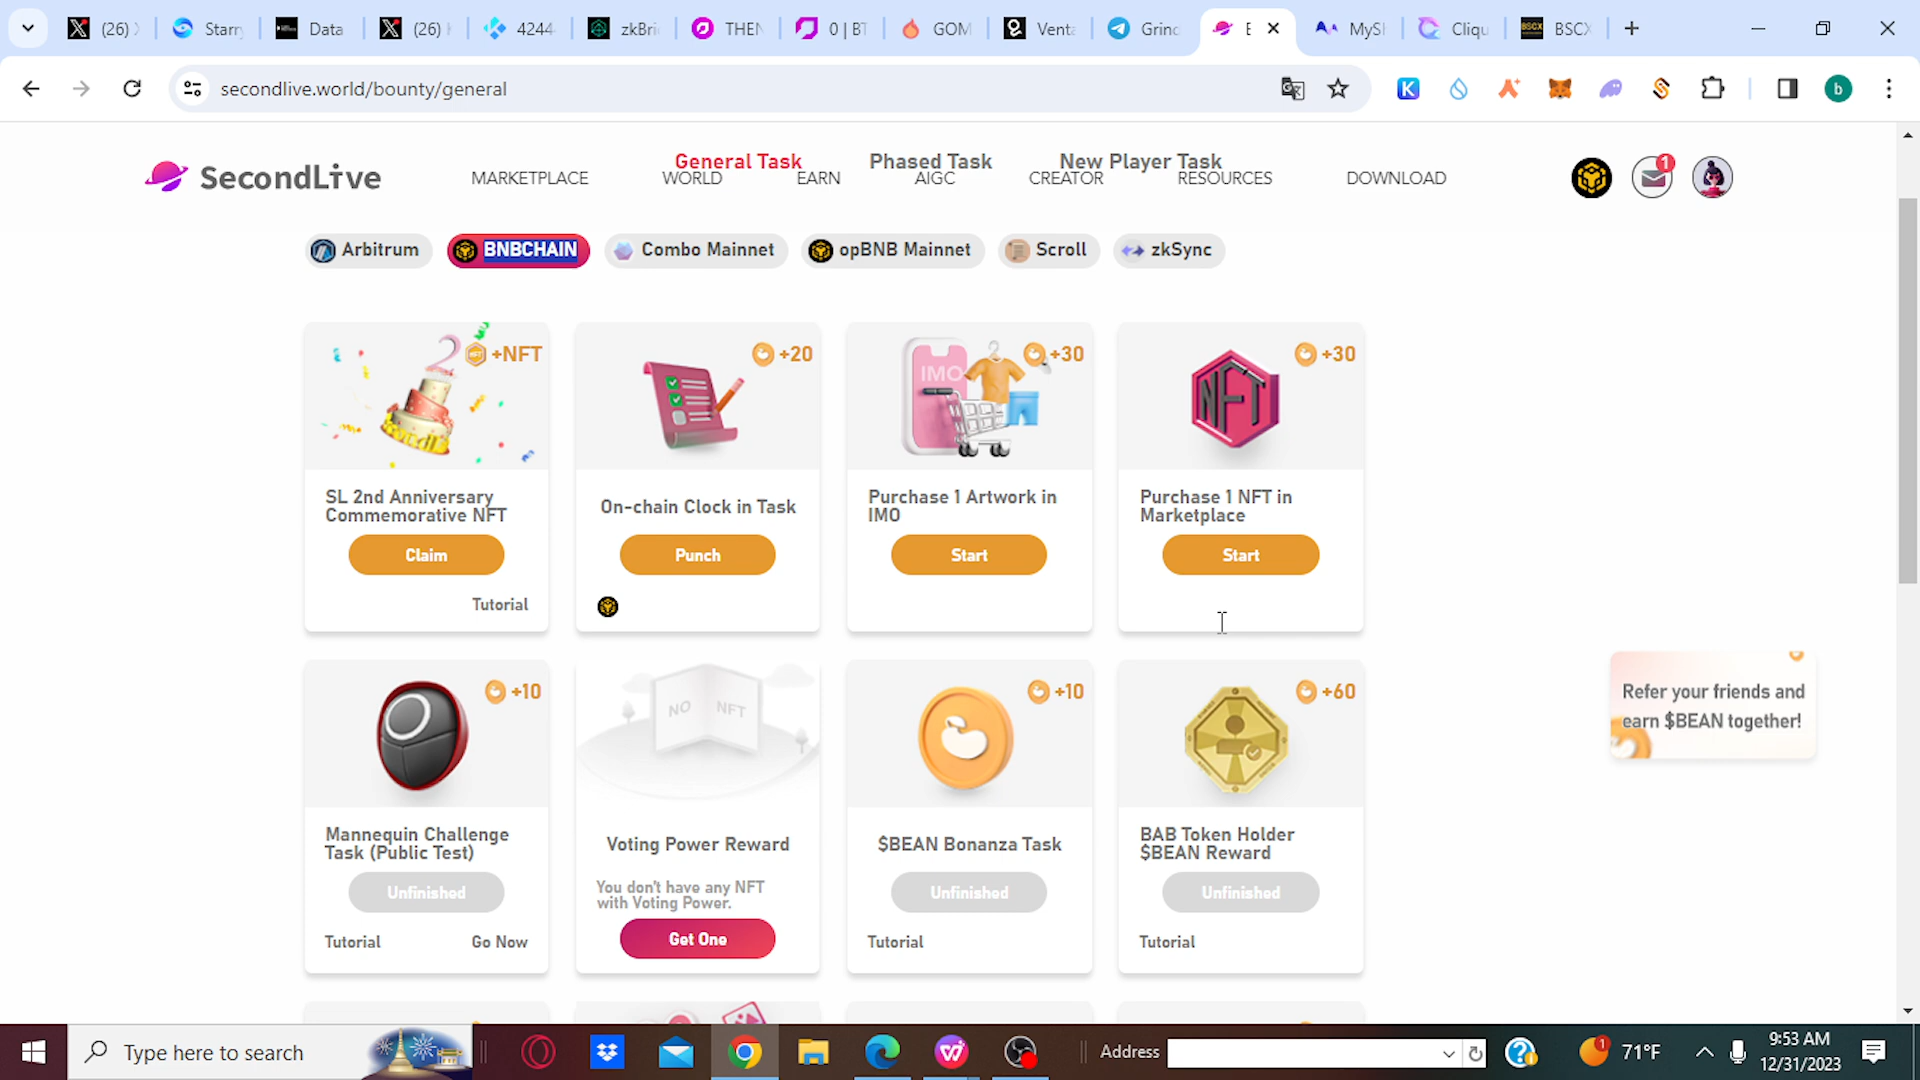 (26)
Starr
Data
(26)
4244
zkBri
THEN
0 | BT
GOM
Venta
Grinc
MySI
Cliqu
BSCX
secondlive.world/bounty/general
SecondLive
General Task
Phased Task
New Player Task
MARKETPLACE
WORLD
EARN
AIGC
CREATOR
RESOURCES
DOWNLOAD
1
Arbitrum
BNBCHAIN
Combo Mainnet
opBNB Mainnet
Scroll
zkSync
+NFT
+20
IMO
+30
NFT
+30
SL 2nd Anniversary
Commemorative NFT
Claim
Tutorial
On-chain Clock in Task
Punch
Purchase 1 Artwork in
IMO
Start
Purchase 1 NFT in
Marketplace
Start
+10
NO NFT
+10
+60
Mannequin Challenge
Task (Public Test)
Unfinished
Tutorial
Go Now
Voting Power Reward
You don't have any NFT
with Voting Power.
Get One
$BEAN Bonanza Task
Unfinished
Tutorial
BAB Token Holder
$BEAN Reward
Unfinished
Tutorial
Refer your friends and
earn $BEAN together!
Type here to search
Address
71°F
9:53 AM
12/31/2023